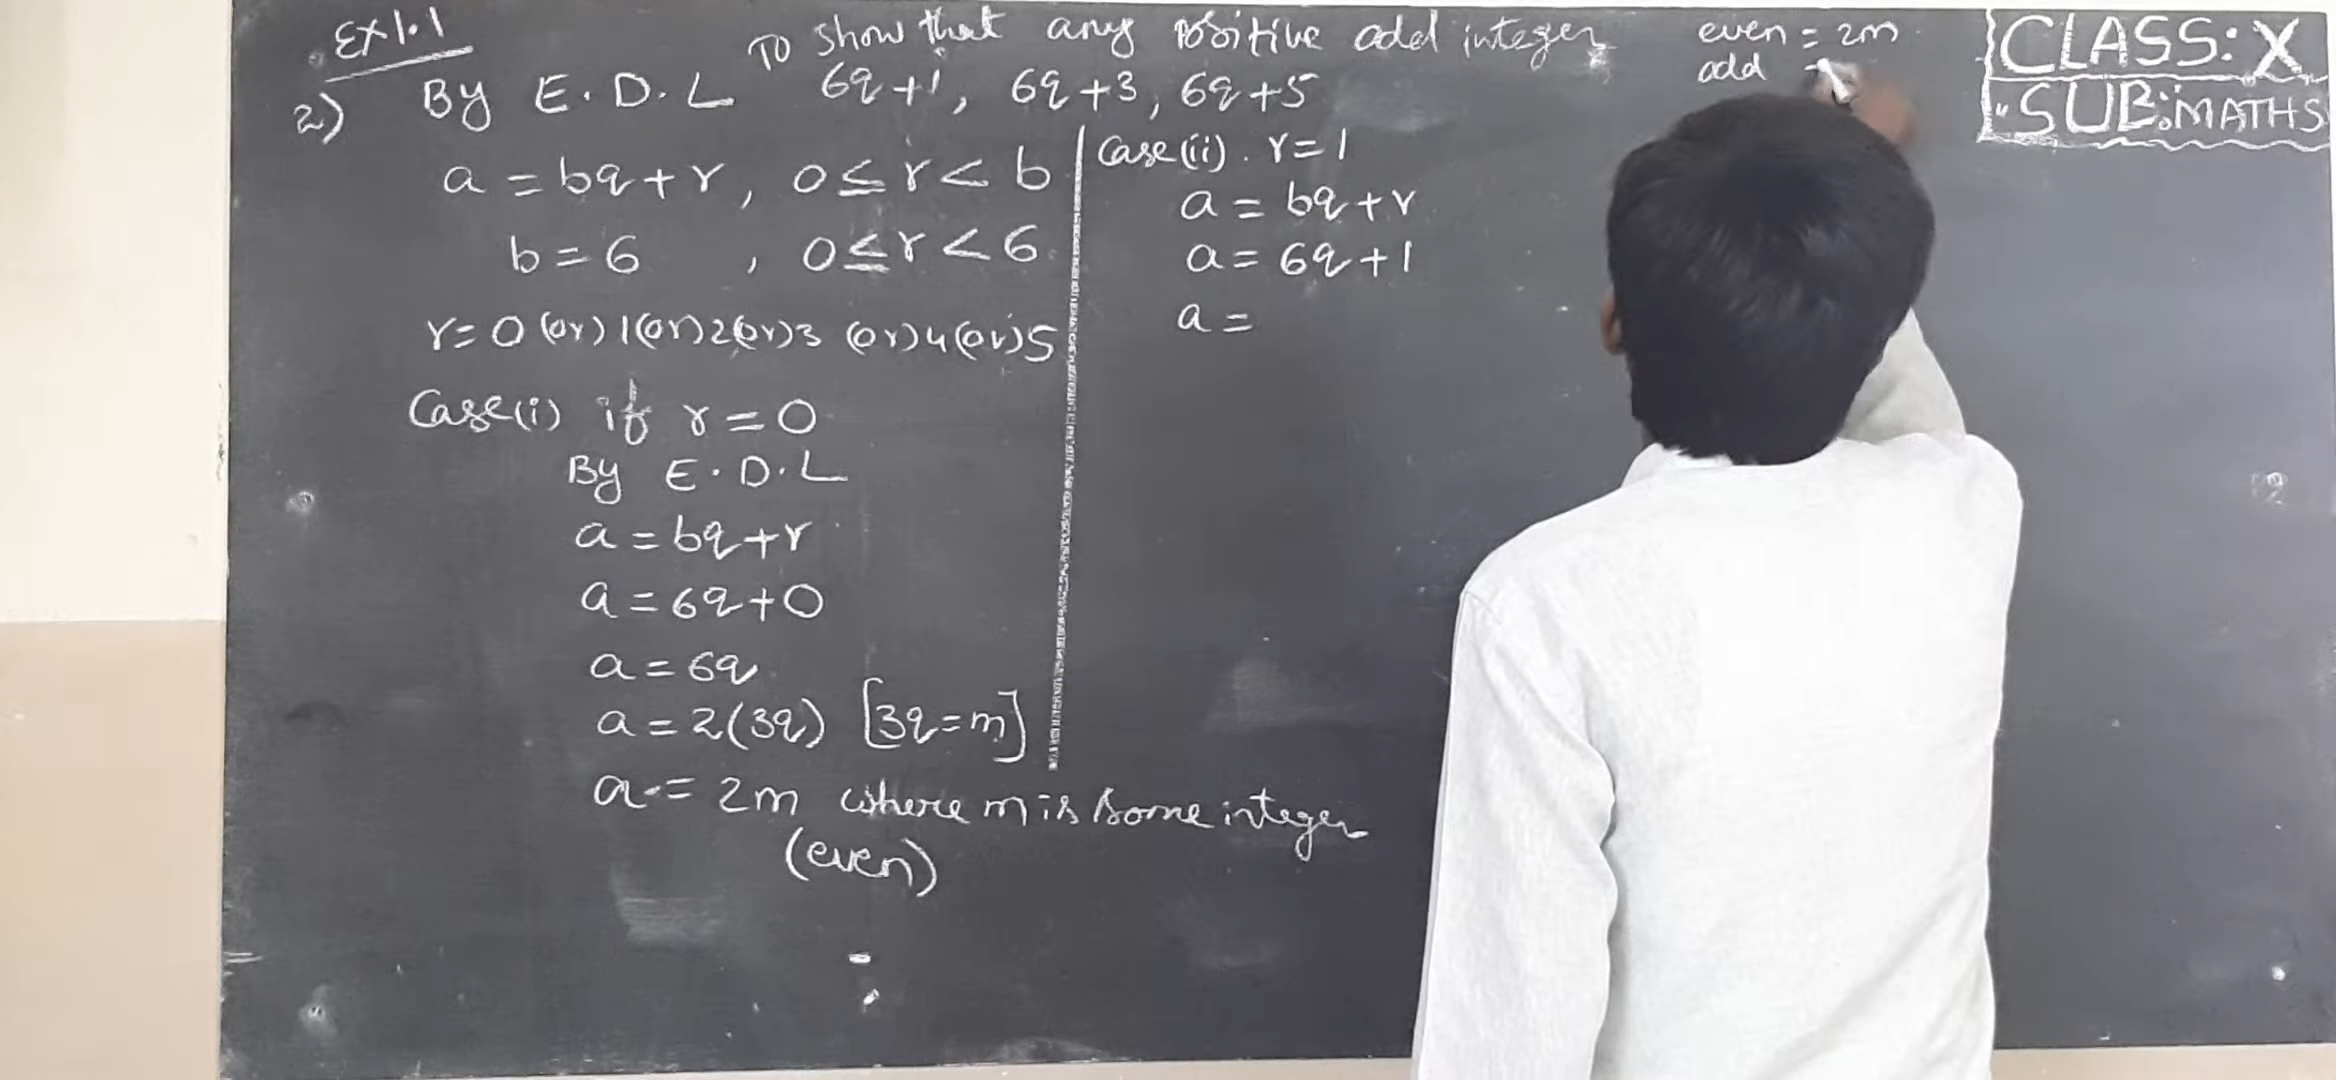 Ex 1.1
To show that any positive odd integer
2) By E.D.L 6q+1, 6q+3, 6q+5
a = bq+r, 0≤r<b
b=6, 0≤r<6
r=0 (or) 1(or)2(or)3 (or)4(or)5
Case(i) if r=0
By E.D.L
a=bq+r
a=6q+0
a=6q
a=2(3q) [3q=m]
a=2m where m is some integer
(even)
Case(ii). r=1
a=bq+r
a=6q+1
a=
even = 2m
odd =
CLASS: X
SUB: MATHS